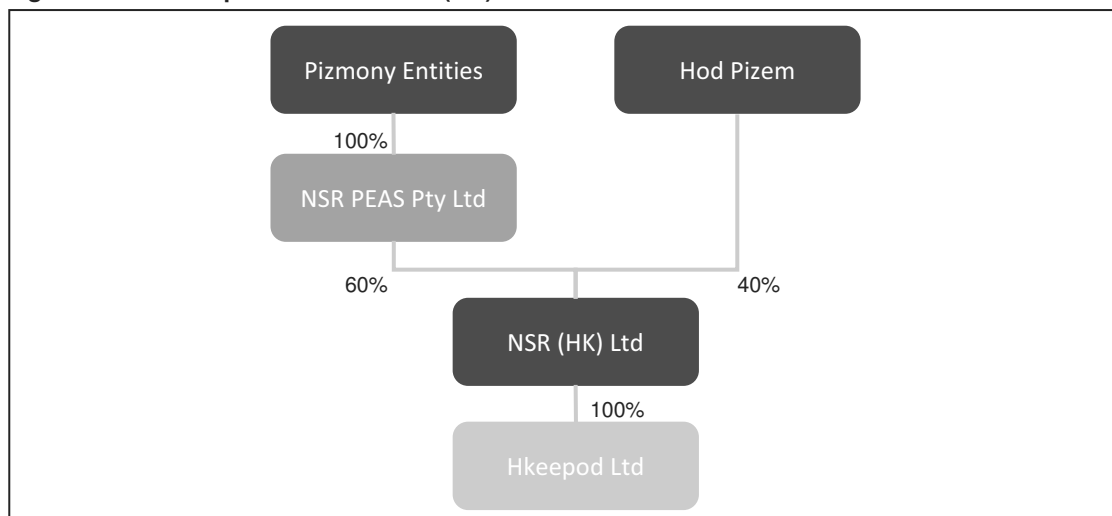 Pizmony Entities
Hod Pizem
100%
NSR PEAS Pty Ltd
60%
40%
NSR (HK) Ltd
100%
Hkeepod Ltd